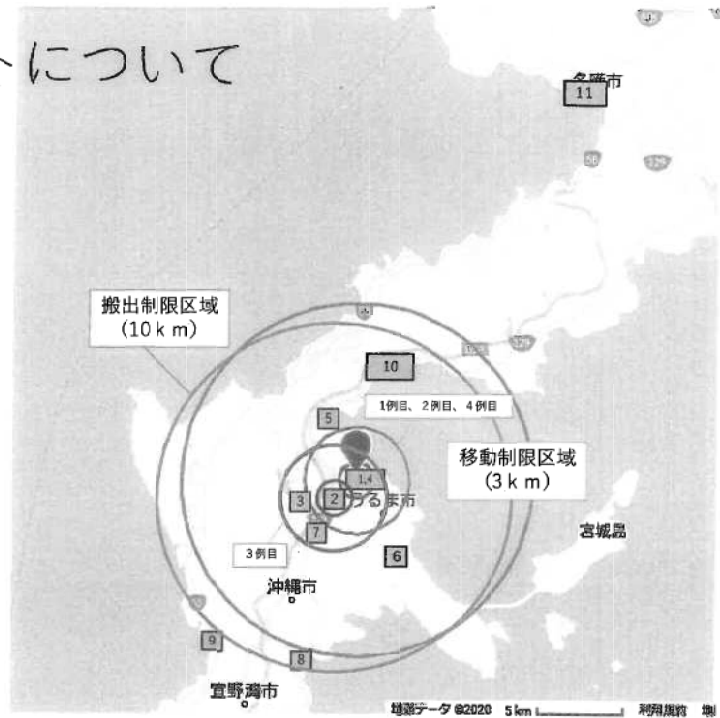 について
名護市
11
58
329
搬出制限区域
(10ｋｍ)
10
1例目、2例目、4例目
5
移動制限区域
(3ｋｍ)
1,4
3
2
うるま市
7
宮城島
3例目
6
沖縄市
9
8
宜野湾市
地図データ ©2020
5 km
利用規約